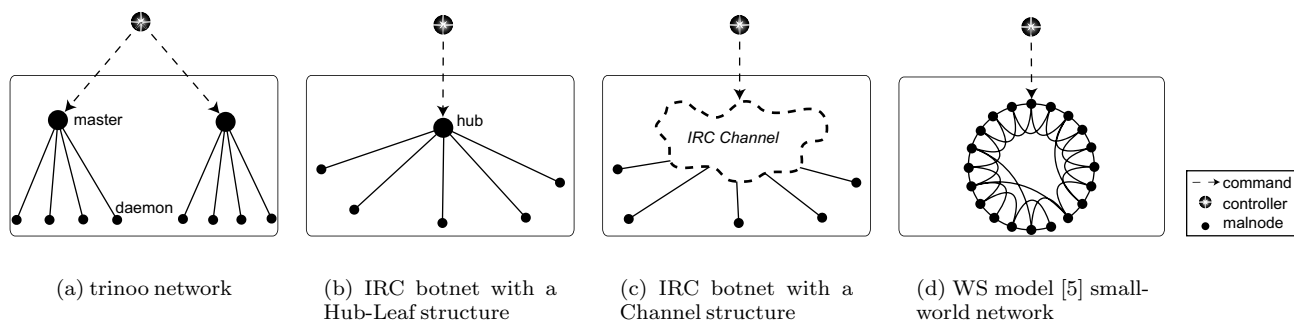 master
daemon
hub
IRC Channel
command
controller
malnode
(a) trinoo network
(b) IRC botnet with a
Hub-Leaf structure
(c) IRC botnet with a
Channel structure
(d) WS model [5] small-
world network